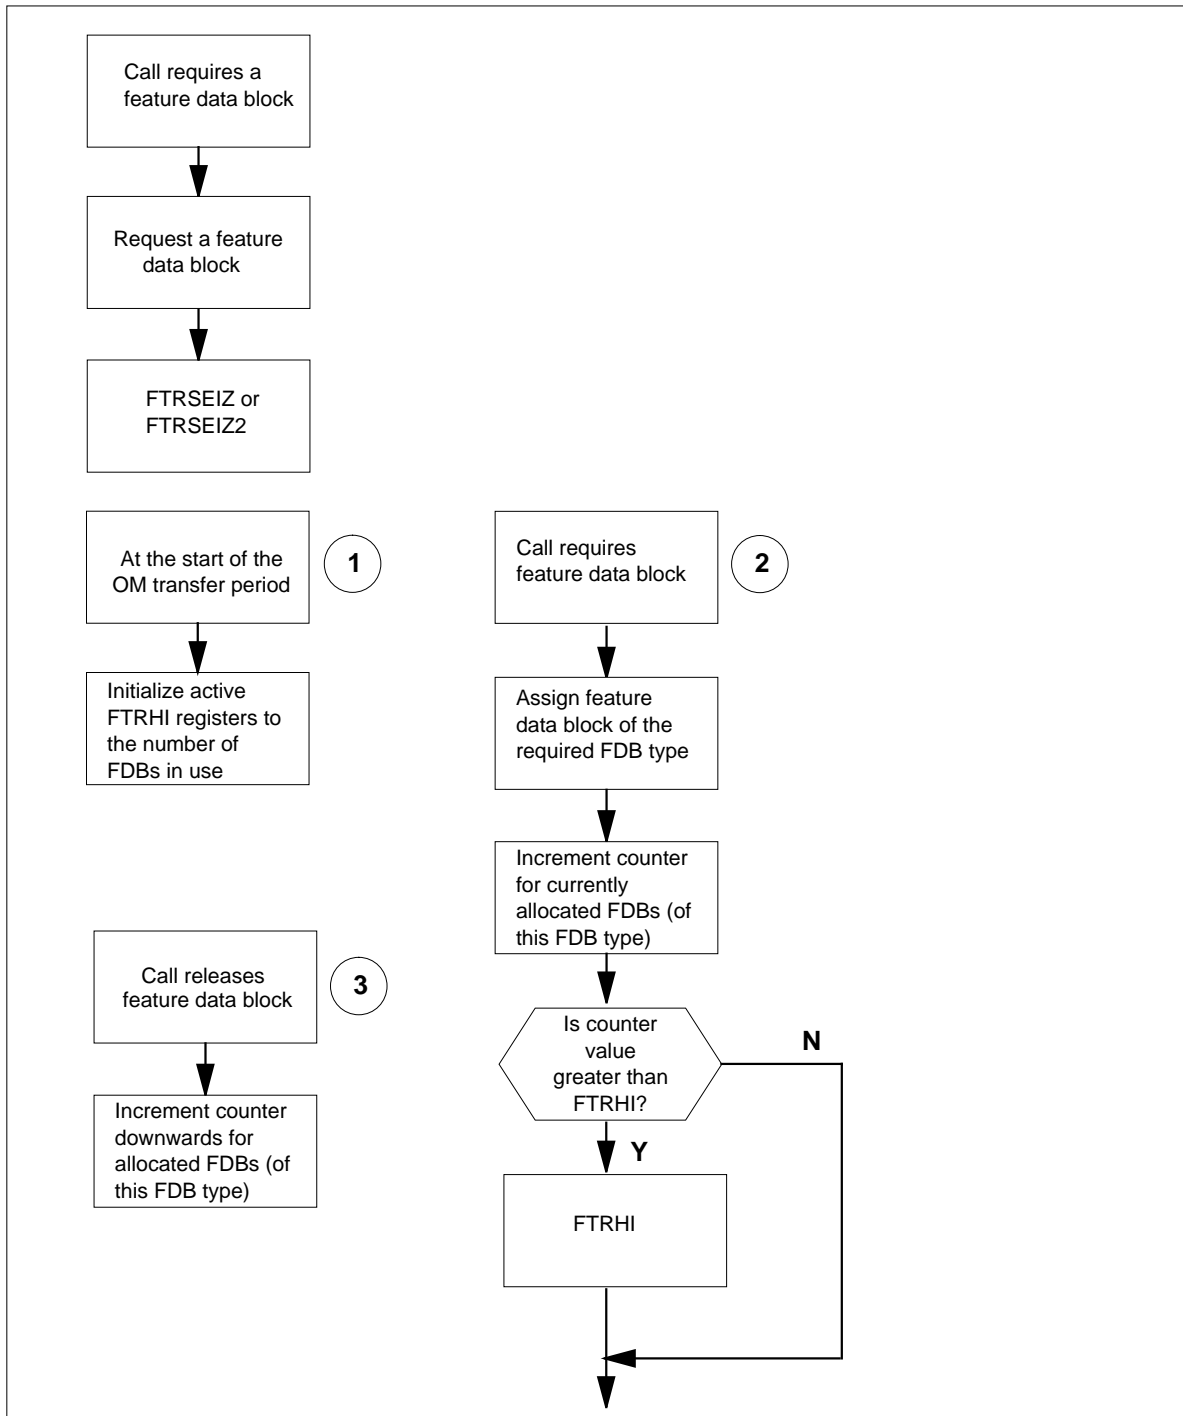 Call requires a
feature data block
Request a feature
data block
FTRSEIZ or
FTRSEIZ2
At the start of the
OM transfer period
1
Initialize active
FTRHI registers to
the number of
FDBs in use
Call requires
feature data block
2
Assign feature
data block of the
required FDB type
Increment counter
for currently
allocated FDBs (of
this FDB type)
Is counter
value
greater than
FTRHI?
N
Y
FTRHI
Call releases
feature data block
3
Increment counter
downwards for
allocated FDBs (of
this FDB type)